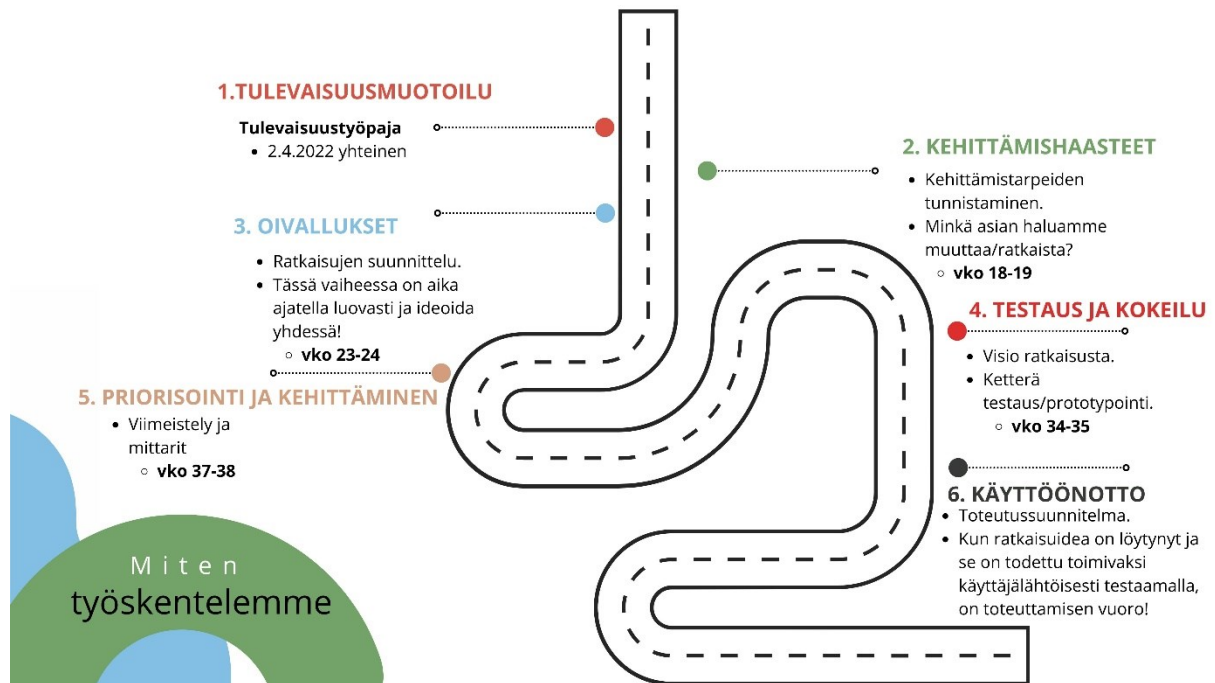 1.TULEVAISUUSMUOTOILU
Tulevaisuustyöpaja
• 2.4.2022 yhteinen
2. KEHITTÄMISHAASTEET
• Kehittämistarpeiden
tunnistaminen.
• Minkä asian haluamme
muuttaa/ratkaista?
○ vko 18-19
3. OIVALLUKSET
• Ratkaisujen suunnittelu.
• Tässä vaiheessa on aika
ajatella luovasti ja ideoida
yhdessä!
○ vko 23-24
4. TESTAUS JA KOKEILU
• Visio ratkaisusta.
• Ketterä
testaus/prototypointi.
○ vko 34-35
5. PRIORISOINTI JA KEHITTÄMINEN
• Viimeistely ja
mittarit
○ vko 37-38
6. KÄYTTÖÖNOTTO
• Toteutussuunnitelma.
• Kun ratkaisuidea on löytynyt ja
se on todettu toimivaksi
käyttäjälähtöisesti testaamalla,
on toteuttamisen vuoro!
Miten
työskentelemme